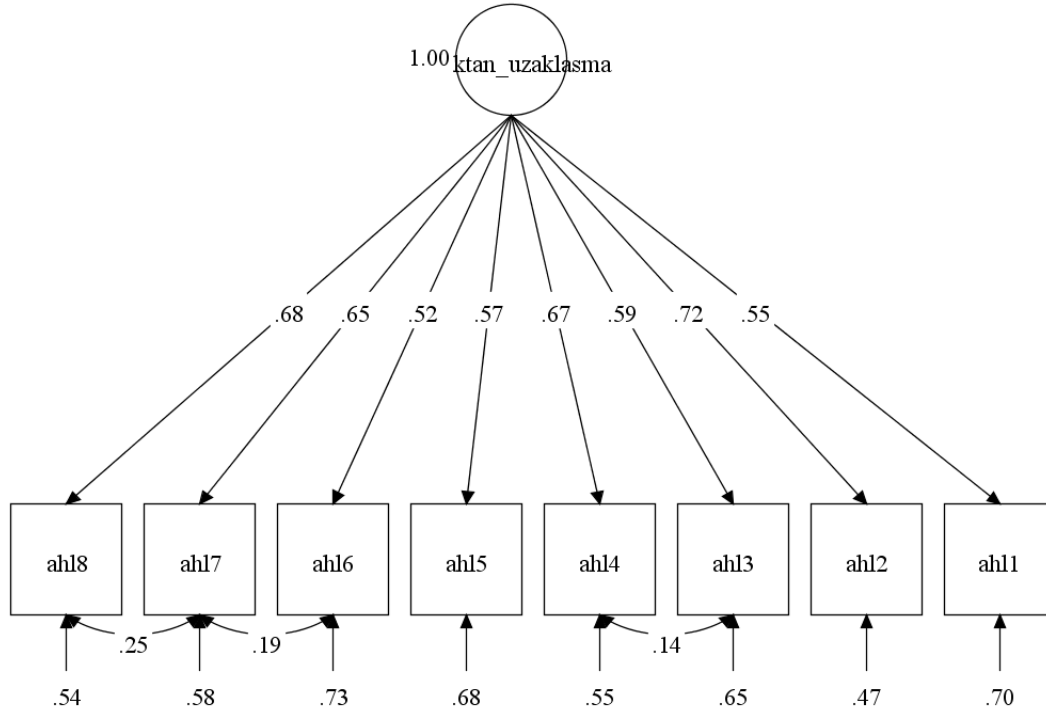 1.00 ktan_uzaklasma
.68 .65 .52 .57 .67 .59 .72 .55
ahl8 ahl7 ahl6 ahl5 ahl4 ahl3 ahl2 ahl1
.25 .19 .14
.54 .58 .73 .68 .55 .65 .47 .70